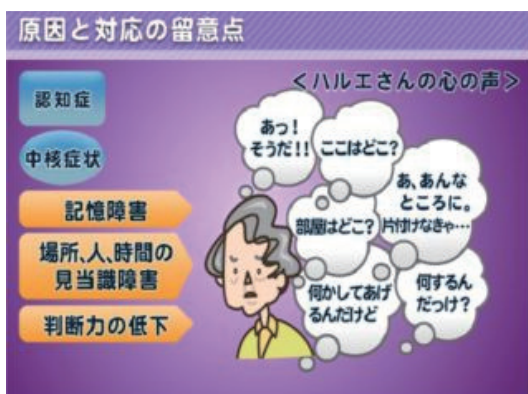 原因と対応の留意点
認知症
中核症状
記憶障害
場所、人、時間の
見当識障害
判断力の低下
<ハルエさんの心の声>
あっ!
そうだ!!
ここはどこ?
あ、あんな
ところに。
片付けなきゃ…
部屋はどこ?
何かしてあげ
るんだけど
何するん
だっけ?